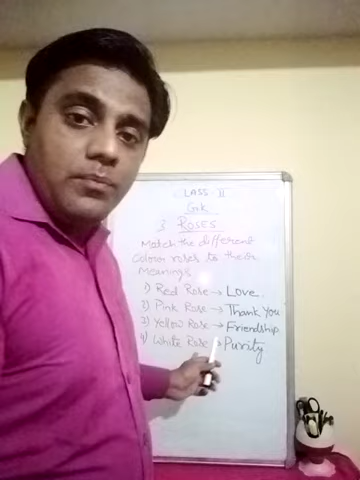 CLASS - II
G.K
3 ROSES
Match the different
colour roses to their
meanings
1) Red Rose → Love.
2) Pink Rose → Thank You
3) Yellow Rose → Friendship
4) White Rose → Purity